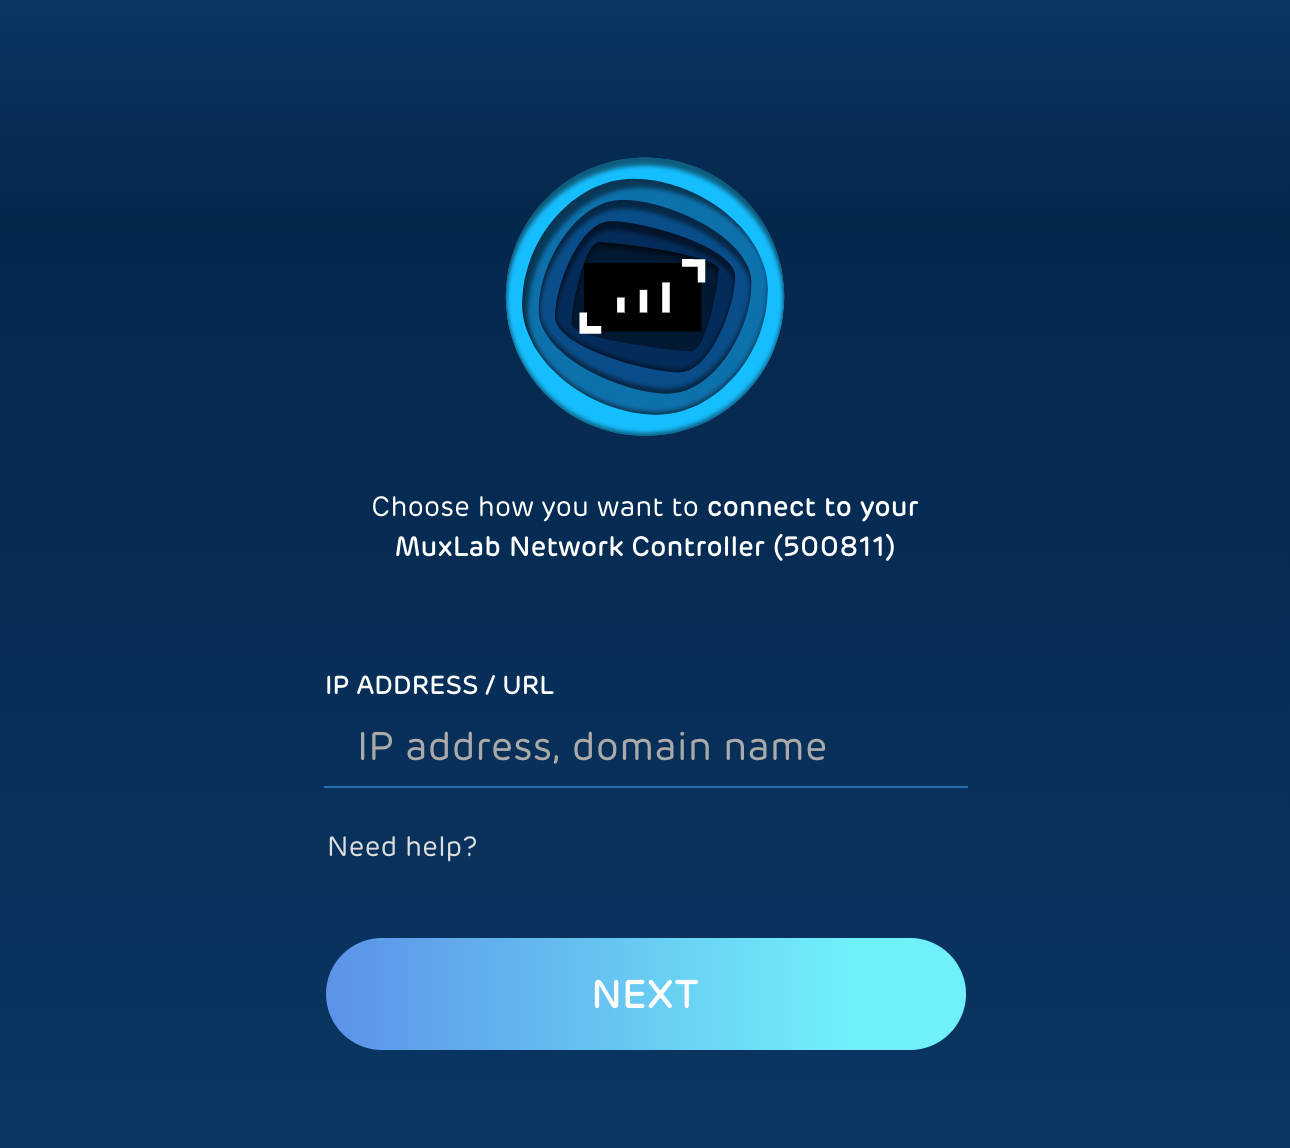 Choose how you want to connect to your
MuxLab Network Controller (500811)
IP ADDRESS / URL
IP address, domain name
Need help?
NEXT